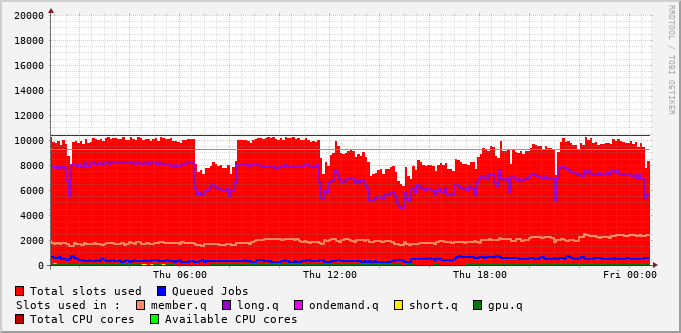 20000
18000
16000
14000
12000
10000
8000
6000
4000
2000
0
Thu 06:00 Thu 12:00 Thu 18:00 Fri 00:00
RRDTOOL / TOBI OETIKER
Total slots used Queued Jobs
Slots used in : member.q long.q ondemand.q short.q gpu.q
Total CPU cores Available CPU cores